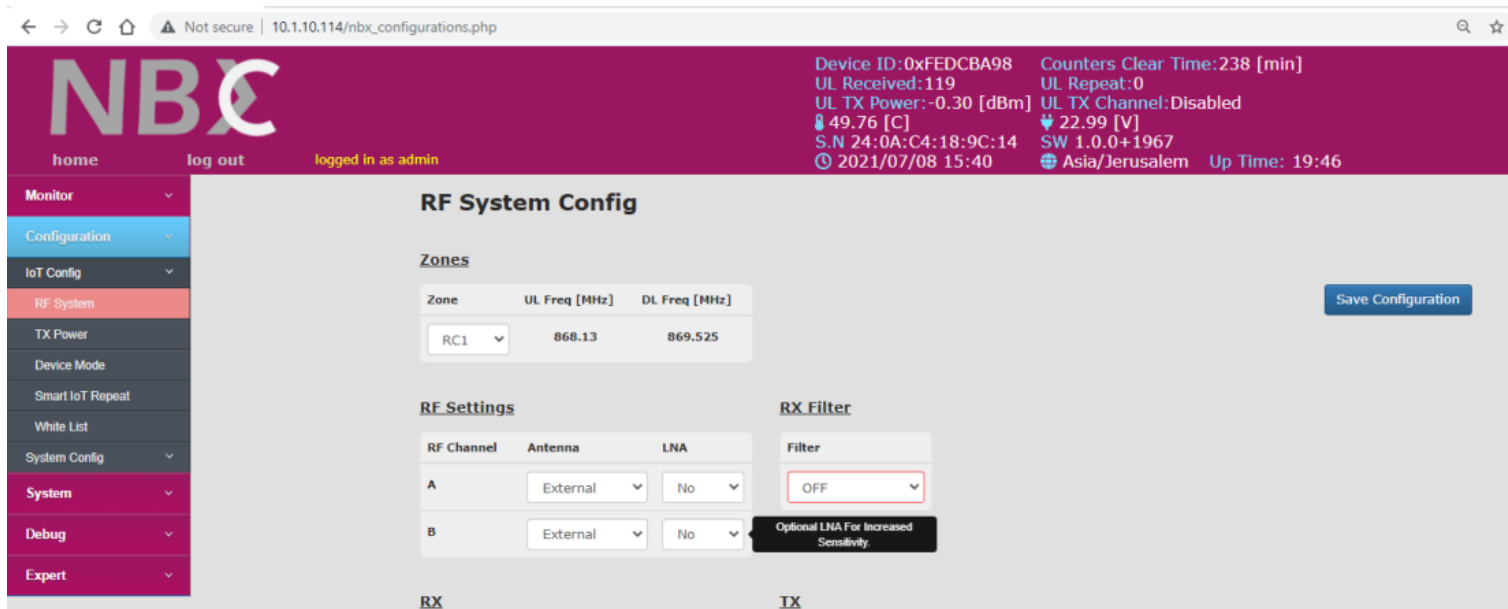 Not secure | 10.1.10.114/nbx_configurations.php
NBX
Device ID:0xFEDCBA98 Counters Clear Time:238 [min]
UL Received:119 UL Repeat:0
UL TX Power:-0.30 [dBm] UL TX Channel:Disabled
49.76 [C] 22.99 [V]
S.N 24:0A:C4:18:9C:14 SW 1.0.0+1967
home log out logged in as admin 2021/07/08 15:40 Asia/Jerusalem Up Time: 19:46
Monitor
RF System Config
Configuration
Zones
IoT Config
Zone UL Freq [MHz] DL Freq [MHz]
Save Configuration
RF System
TX Power
RC1 868.13 869.525
Device Mode
Smart IoT Repeat
RF Settings RX Filter
White List
RF Channel Antenna LNA Filter
System Config
A External No OFF
System
B External No
Optional LNA For Increased
Sensitivity.
Debug
Expert
RX TX